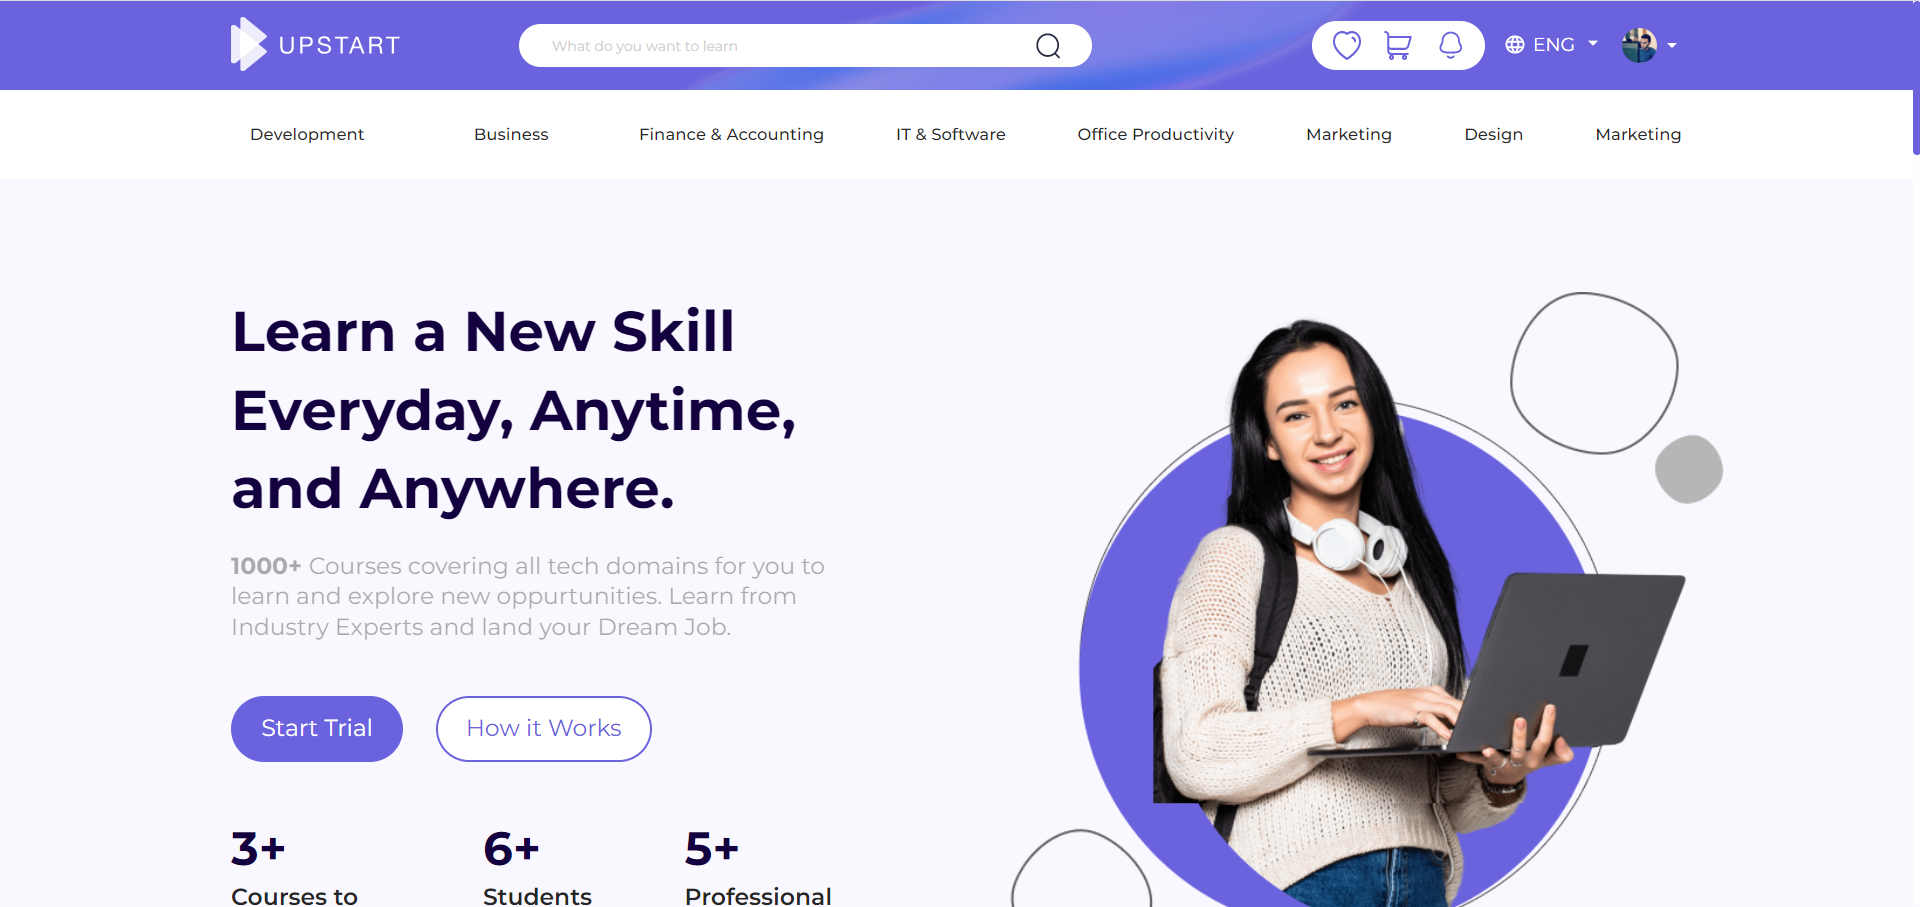 UPSTART
What do you want to learn
ENG
Development
Business
Finance & Accounting
IT & Software
Office Productivity
Marketing
Design
Marketing
Learn a New Skill
Everyday, Anytime,
and Anywhere.
1000+ Courses covering all tech domains for you to
learn and explore new oppurtunities. Learn from
Industry Experts and land your Dream Job.
Start Trial
How it Works
3+
6+
5+
Courses to
Students
Professional